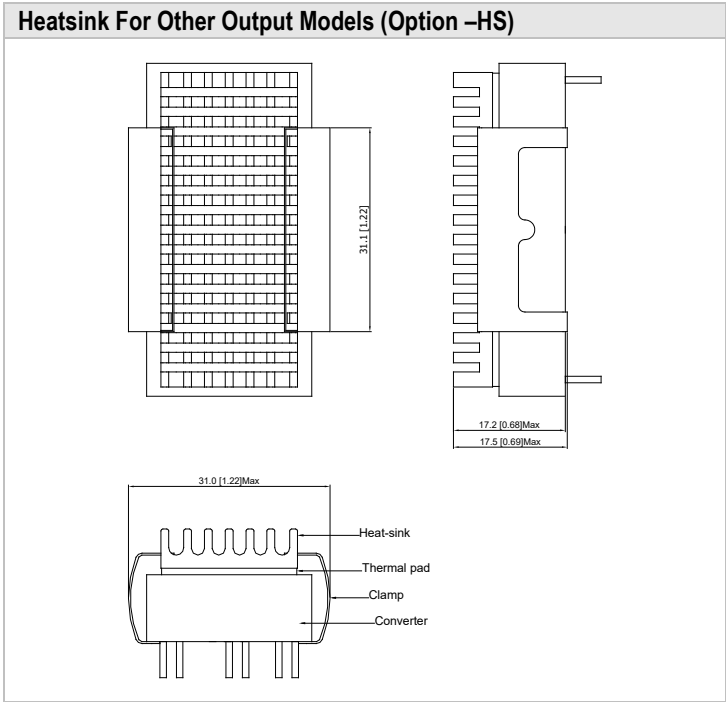 Heatsink For Other Output Models (Option –HS)
31.1 [1.22]
17.2 [0.68]Max
17.5 [0.69]Max
31.0 [1.22]Max
Heat-sink
Thermal pad
Clamp
Converter